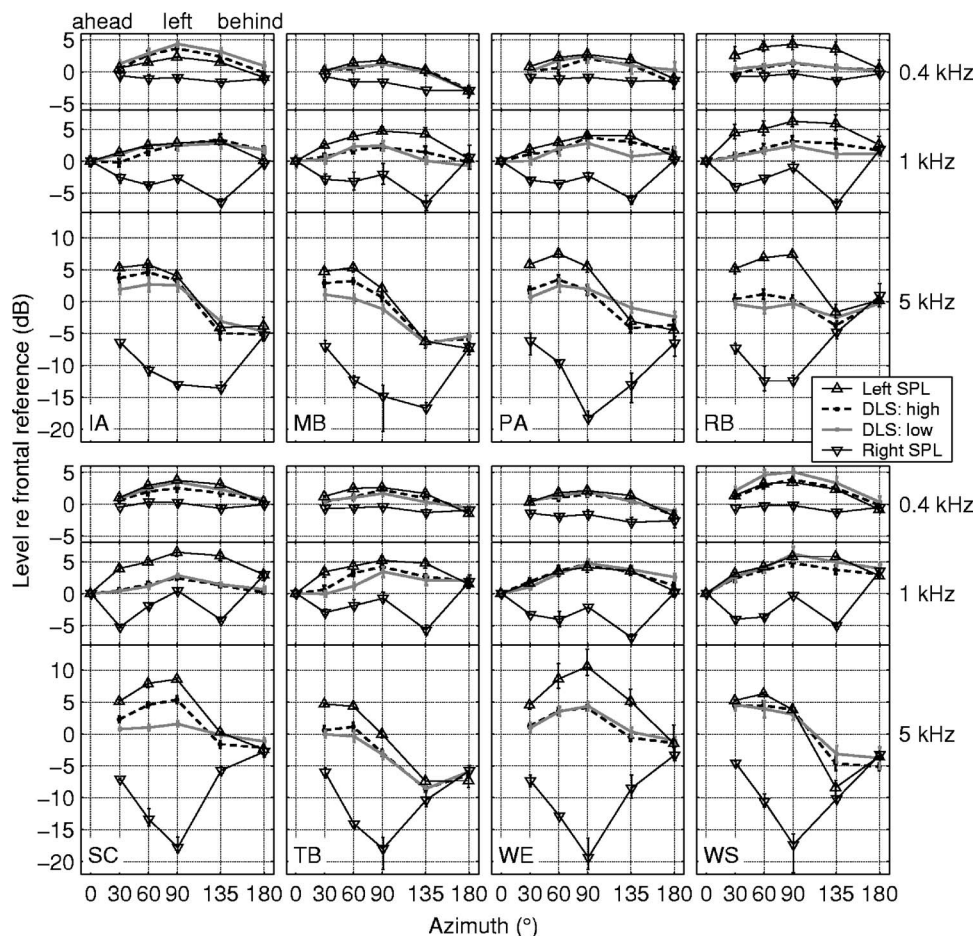 ahead left behind
5
0
−5
0.4 kHz
5
0
−5
1 kHz
10
5
0
−5
−10
−15
−20
5 kHz
IA
MB
PA
RB
Left SPL
DLS: high
DLS: low
Right SPL
Level re frontal reference (dB)
5
0
−5
0.4 kHz
5
0
−5
1 kHz
10
5
0
−5
−10
−15
−20
5 kHz
SC
TB
WE
WS
0 30 60 90 135 180 0 30 60 90 135 180 0 30 60 90 135 180 0 30 60 90 135 180
Azimuth (°)